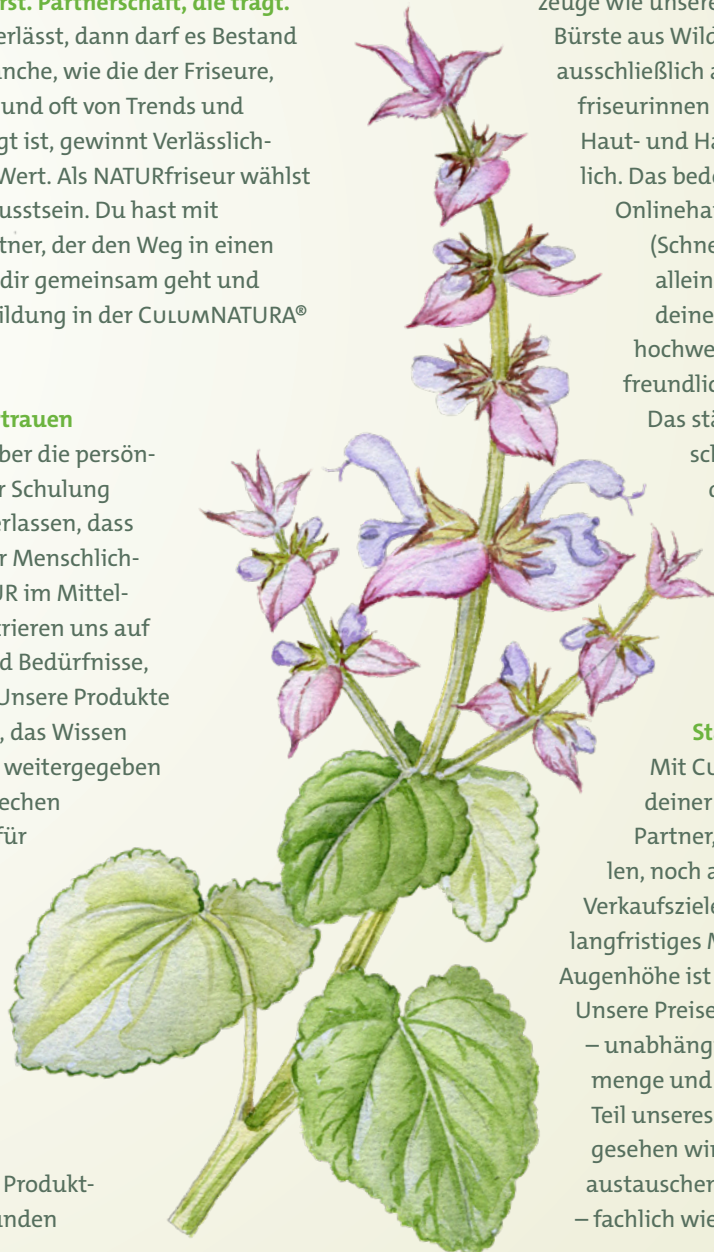 rst. Partnerschaft, die trägt.
erlässt, dann darf es Bestand
nche, wie die der Friseure,
und oft von Trends und
gt ist, gewinnt Verlässlich-
Wert. Als NATURfriseur wählst
usstsein. Du hast mit
tner, der den Weg in einen
dir gemeinsam geht und
ildung in der CULUMNATURA®
trauen
ber die persön-
r Schulung
erlassen, dass
r Menschlich-
UR im Mittel-
trieren uns auf
d Bedürfnisse,
Unsere Produkte
, das Wissen
weitergegeben
echen
für
Produkt-
unden
zeuge wie unsere
Bürste aus Wild
ausschließlich a
friseurinnen
Haut- und Ha
lich. Das bede
Onlineha
(Schne
allein
deine
hochwe
freundlic
Das stä
sch
St
Mit Cu
deiner
Partner,
len, noch a
Verkaufsziele
langfristiges M
Augenhöhe ist
Unsere Preise
– unabhäng
menge und
Teil unseres
gesehen wir
austauscher
– fachlich wie